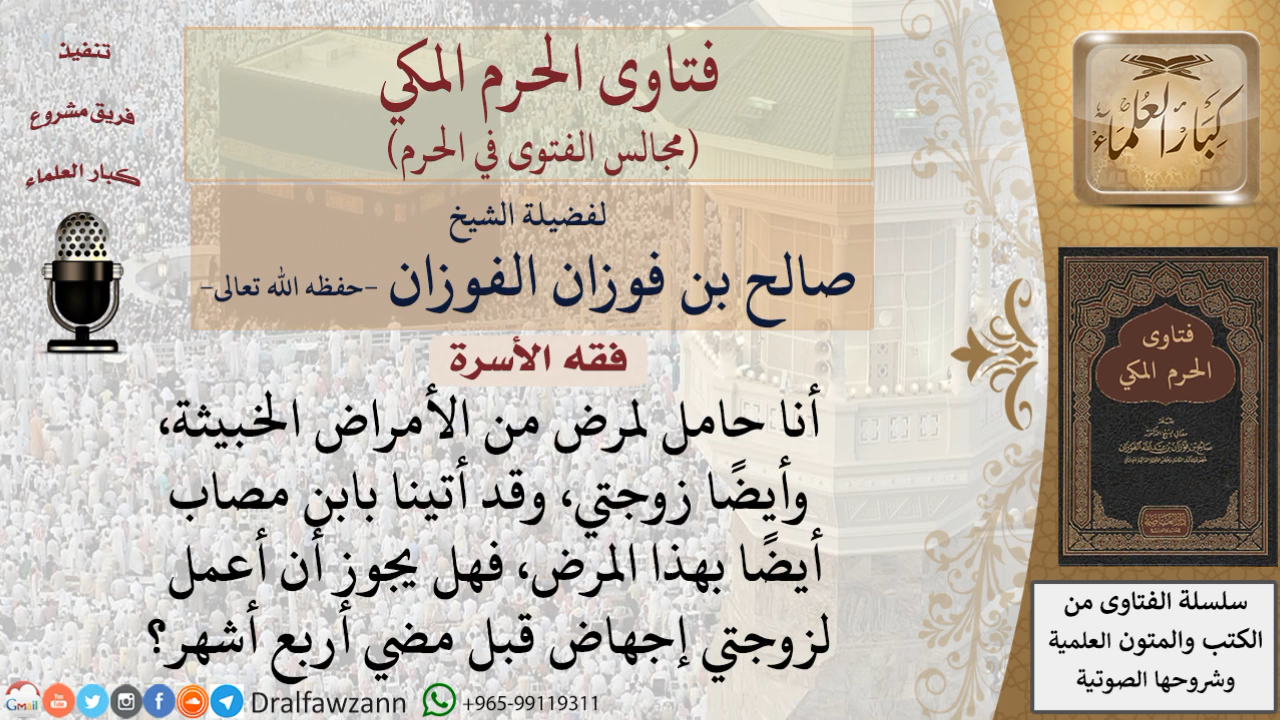 فتاوى الحرم المكي
(مجالس الفتوى في الحرم)
لفضيلة الشيخ
صالح بن فوزان الفوزان -حفظه الله تعالى-
فقه الأسرة
أنا حامل لمرض من الأمراض الخبيثة،
وأيضًا زوجتي، وقد أتينا بابن مصاب
أيضًا بهذا المرض، فهل يجوز أن أعمل
لزوجتي إجهاض قبل مضي أربع أشهر؟
كبار العلماء
فتاوى
الحرم المكي
سلسلة الفتاوى من
الكتب والمتون العلمية
وشروحها الصوتية
تنفيذ
فريق مشروع
كبار العلماء
Gmail
You
Tube
Dralfawzann
+965-99119311